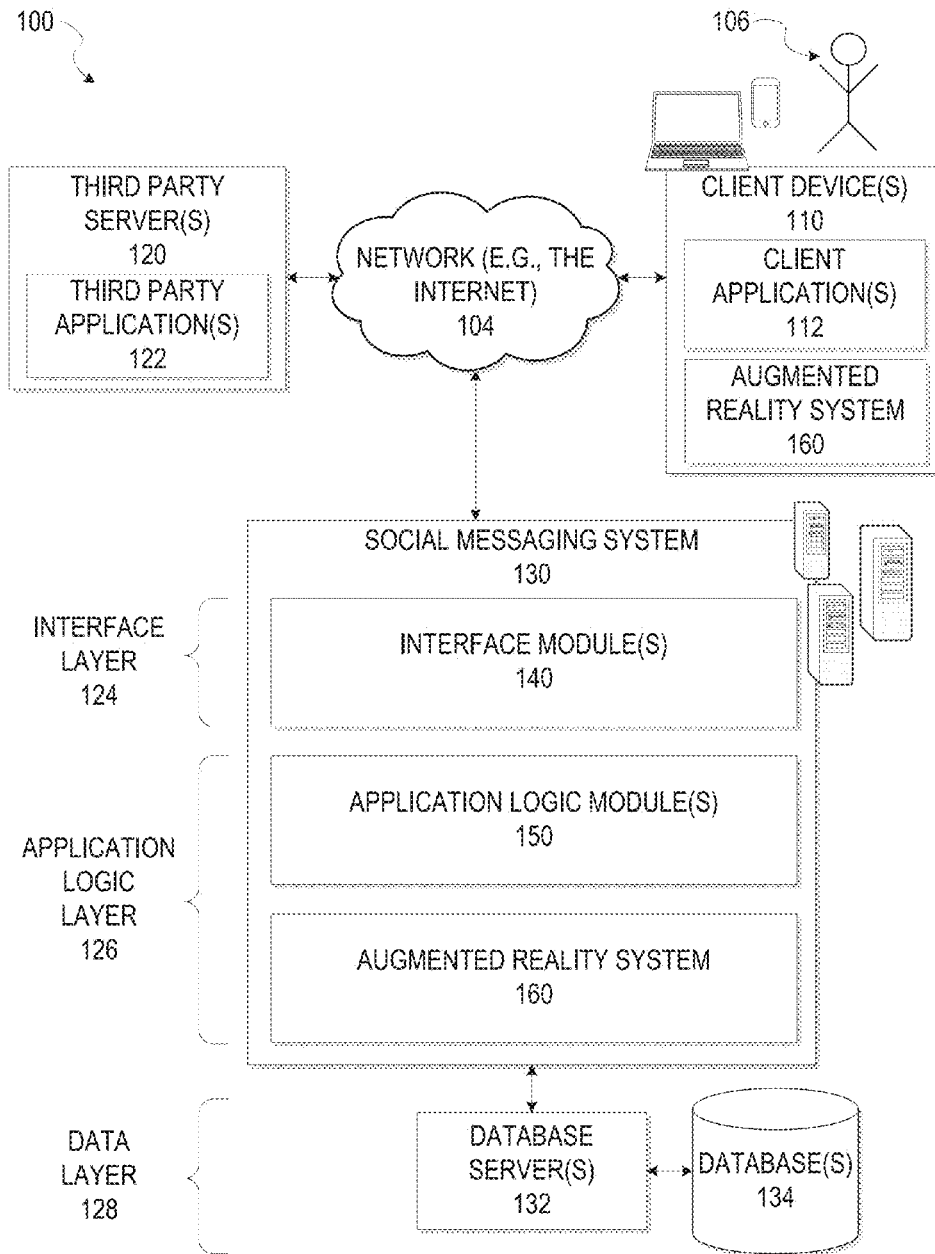 100
106
THIRD PARTY
SERVER(S)
120
THIRD PARTY
APPLICATION(S)
122
NETWORK (E.G., THE
INTERNET)
104
CLIENT DEVICE(S)
110
CLIENT
APPLICATION(S)
112
AUGMENTED
REALITY SYSTEM
160
SOCIAL MESSAGING SYSTEM
130
INTERFACE
LAYER
124
INTERFACE MODULE(S)
140
APPLICATION
LOGIC
LAYER
126
APPLICATION LOGIC MODULE(S)
150
AUGMENTED REALITY SYSTEM
160
DATA
LAYER
128
DATABASE
SERVER(S)
132
DATABASE(S)
134